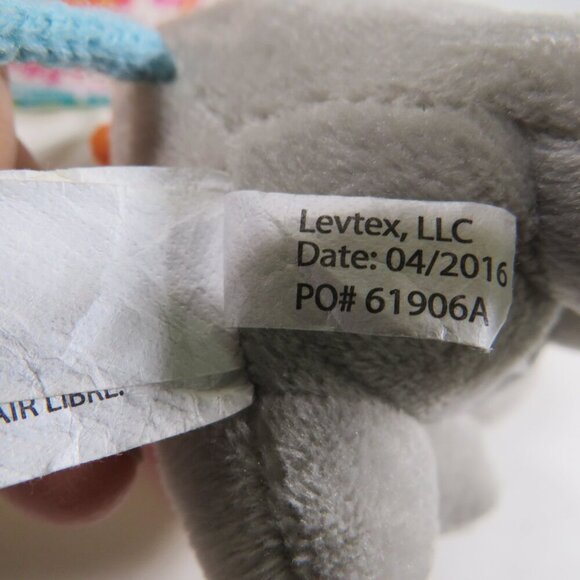 Levtex, LLC
Date: 04/2016
PO# 61906A
AIR LIBRE.